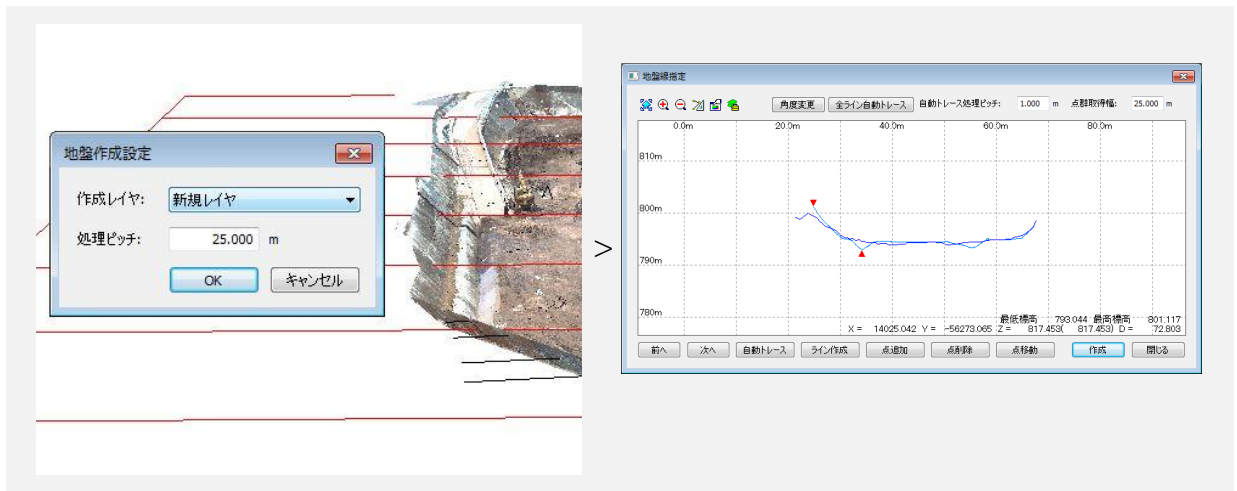 地盤作成設定
作成レイヤ: 新規レイヤ
処理ピッチ: 25.000 m
OK キャンセル
>
地盤線指定
角度変更 全ライン自動トレース 自動トレース処理ピッチ: 1.000 m 点群取得幅: 25.000 m
0.0m 20.0m 40.0m 60.0m 80.0m
810m
800m
790m
780m
最低標高 793.044 最高標高 801.117
X = 14025.042 Y = -56273.065 Z = 817.453( 817.453) D = 72.803
前へ 次へ 自動トレース ライン作成 点追加 点削除 点移動 作成 閉じる